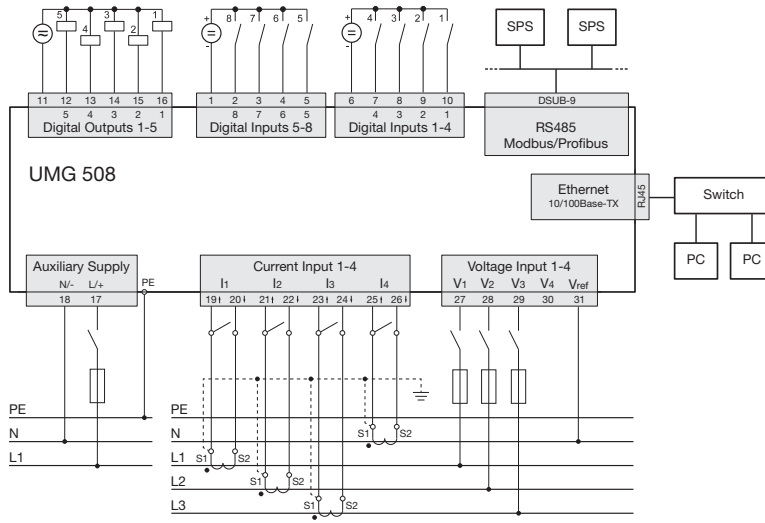 5 4 3 2 1
+ 8 7 6 5
-
+ 4 3 2 1
-
SPS SPS
11 12 13 14 15 16
5 4 3 2 1
Digital Outputs 1-5
1 2 3 4 5
8 7 6 5
Digital Inputs 5-8
6 7 8 9 10
4 3 2 1
Digital Inputs 1-4
DSUB-9
RS485
Modbus/Profibus
UMG 508
Ethernet
10/100Base-TX
RJ45
Switch
PC PC
Auxiliary Supply
N/- L/+
18 17
PE
Current Input 1-4
I1 I2 I3 I4
19 20 21 22 23 24 25 26
Voltage Input 1-4
V1 V2 V3 V4 Vref
27 28 29 30 31
PE
N
L1
PE
N
L1
L2
L3
S1 S2
S1 S2
S1 S2
S1 S2